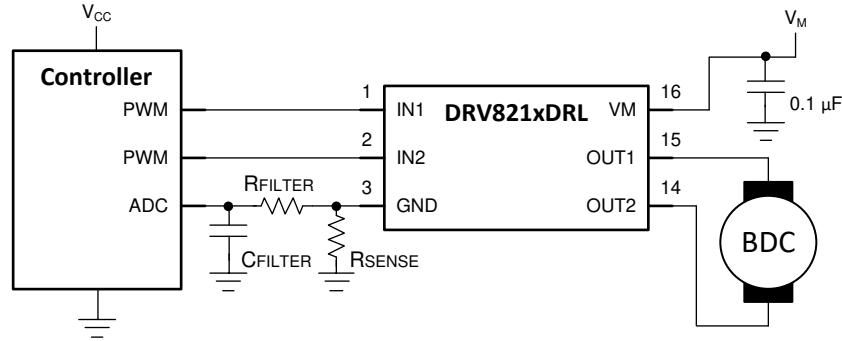 VCC
VM
Controller
1
16
PWM
IN1
DRV821xDRL
VM
0.1 µF
2
15
PWM
IN2
OUT1
RFILTER
3
14
ADC
GND
OUT2
BDC
CFILTER
RSENSE